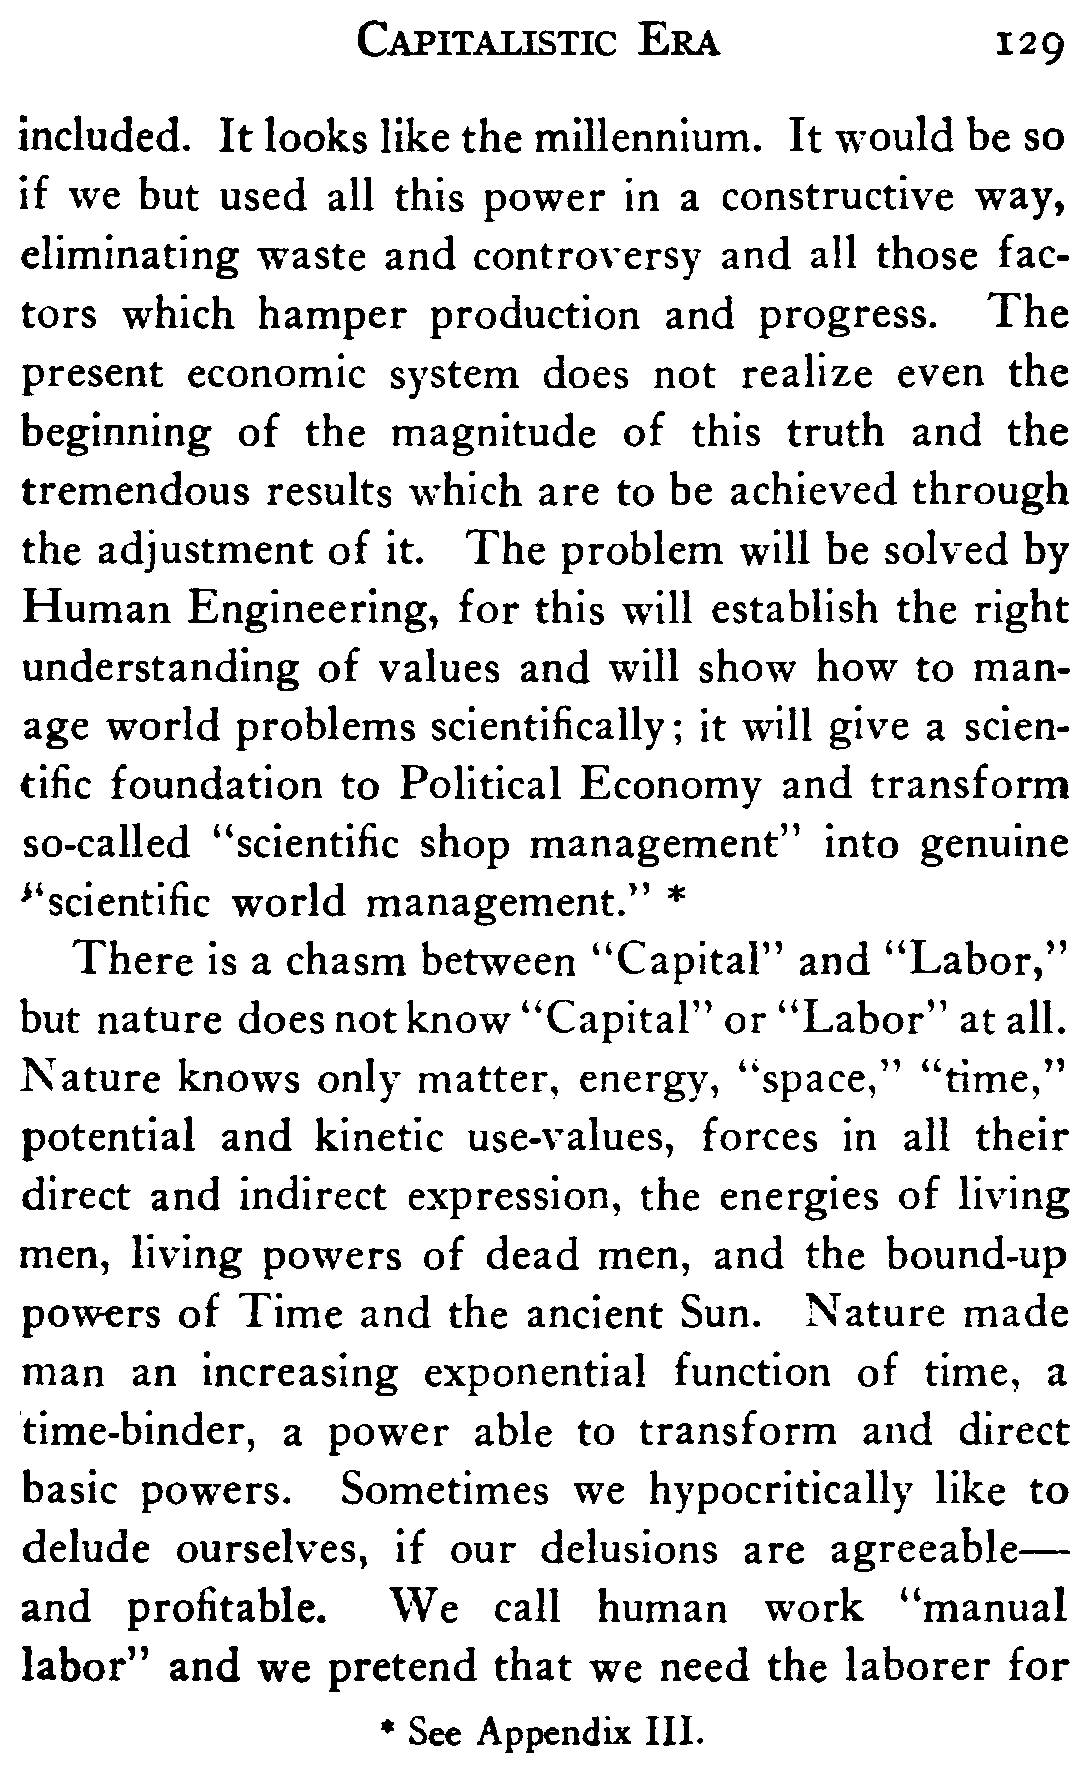 CAPITALISTIC ERA 129
included. It looks like the millennium. It would be so
if we but used all this power in a constructive way,
eliminating waste and controversy and all those fac-
tors which hamper production and progress. The
present economic system does not realize even the
beginning of the magnitude of this truth and the
tremendous results which are to be achieved through
the adjustment of it. The problem will be solved by
Human Engineering, for this will establish the right
understanding of values and will show how to man-
age world problems scientifically; it will give a scien-
tific foundation to Political Economy and transform
so-called "scientific shop management" into genuine
"scientific world management." *
There is a chasm between "Capital" and "Labor,"
but nature does not know "Capital" or "Labor" at all.
Nature knows only matter, energy, "space," "time,"
potential and kinetic use-values, forces in all their
direct and indirect expression, the energies of living
men, living powers of dead men, and the bound-up
powers of Time and the ancient Sun. Nature made
man an increasing exponential function of time, a
time-binder, a power able to transform and direct
basic powers. Sometimes we hypocritically like to
delude ourselves, if our delusions are agreeable—
and profitable. We call human work "manual
labor" and we pretend that we need the laborer for
* See Appendix III.